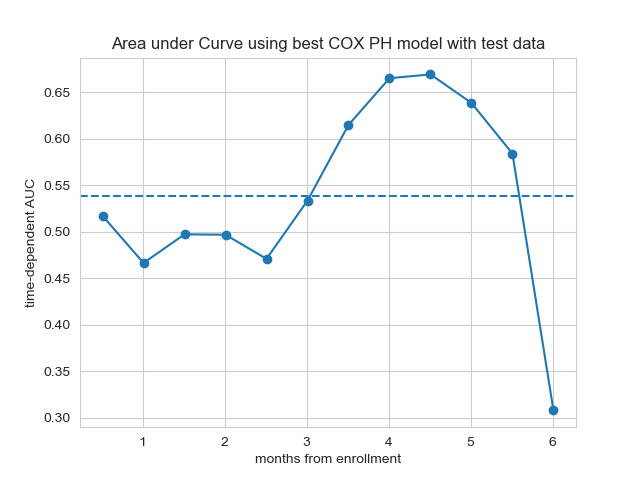 Area under Curve using best COX PH model with test data
time-dependent AUC
0.65
0.60
0.55
0.50
0.45
0.40
0.35
0.30
1 2 3 4 5 6
months from enrollment